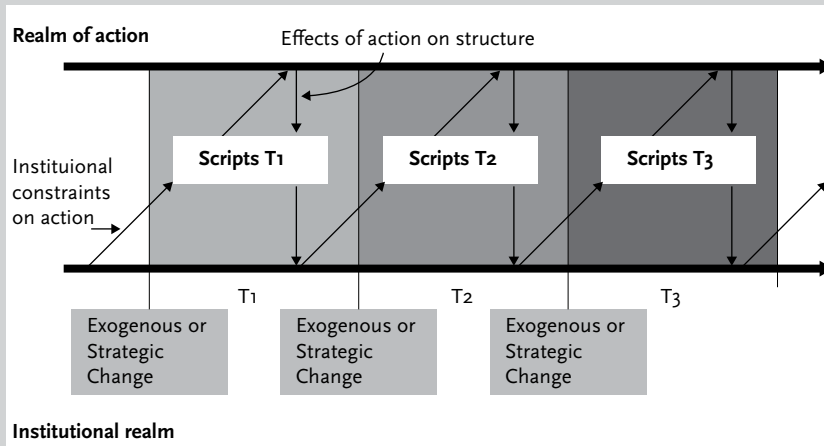 Realm of action
Effects of action on structure
Scripts T1
Scripts T2
Scripts T3
Instituional
constraints
on action
T1
T2
T3
Exogenous or
Strategic
Change
Exogenous or
Strategic
Change
Exogenous or
Strategic
Change
Institutional realm